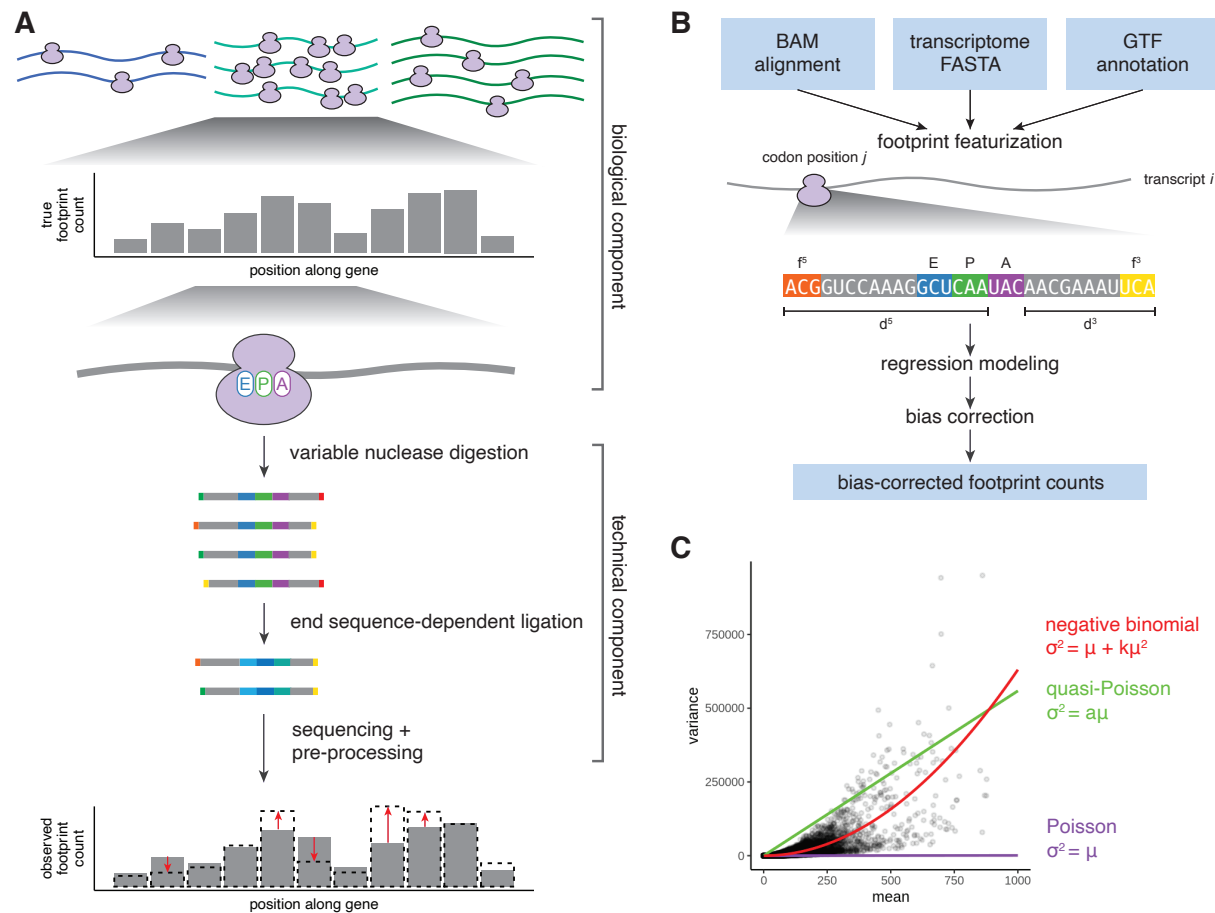 A
biological component
true
footprint
count
position along gene
E P A
variable nuclease digestion
end sequence-dependent ligation
technical component
sequencing +
pre-processing
observed
footprint
count
position along gene
B
BAM
alignment
transcriptome
FASTA
GTF
annotation
footprint featurization
codon position j
transcript i
f⁵ E P A f³
ACGGUCCAAAGGCUCAAUACAACGAAAUUCA
d⁵ d³
regression modeling
bias correction
bias-corrected footprint counts
C
variance
750000
500000
250000
0
0 250 500 750 1000
mean
negative binomial
σ² = μ + kμ²
quasi-Poisson
σ² = aμ
Poisson
σ² = μ